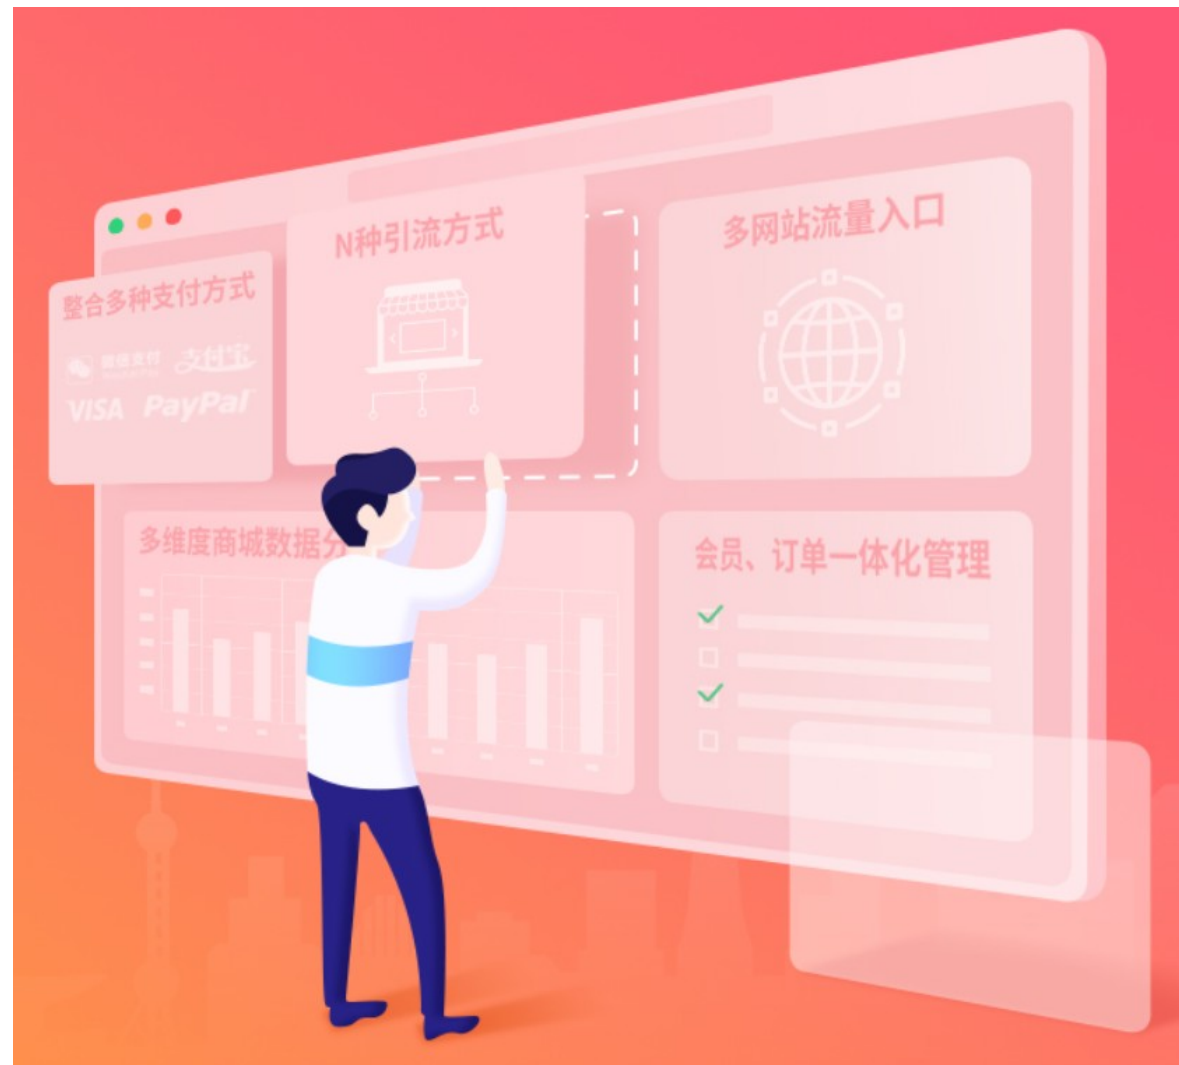 N种引流方式
多网站流量入口
整合多种支付方式
微信支付 支付宝
VISA PayPal
多维度商城数据分
会员、订单一体化管理